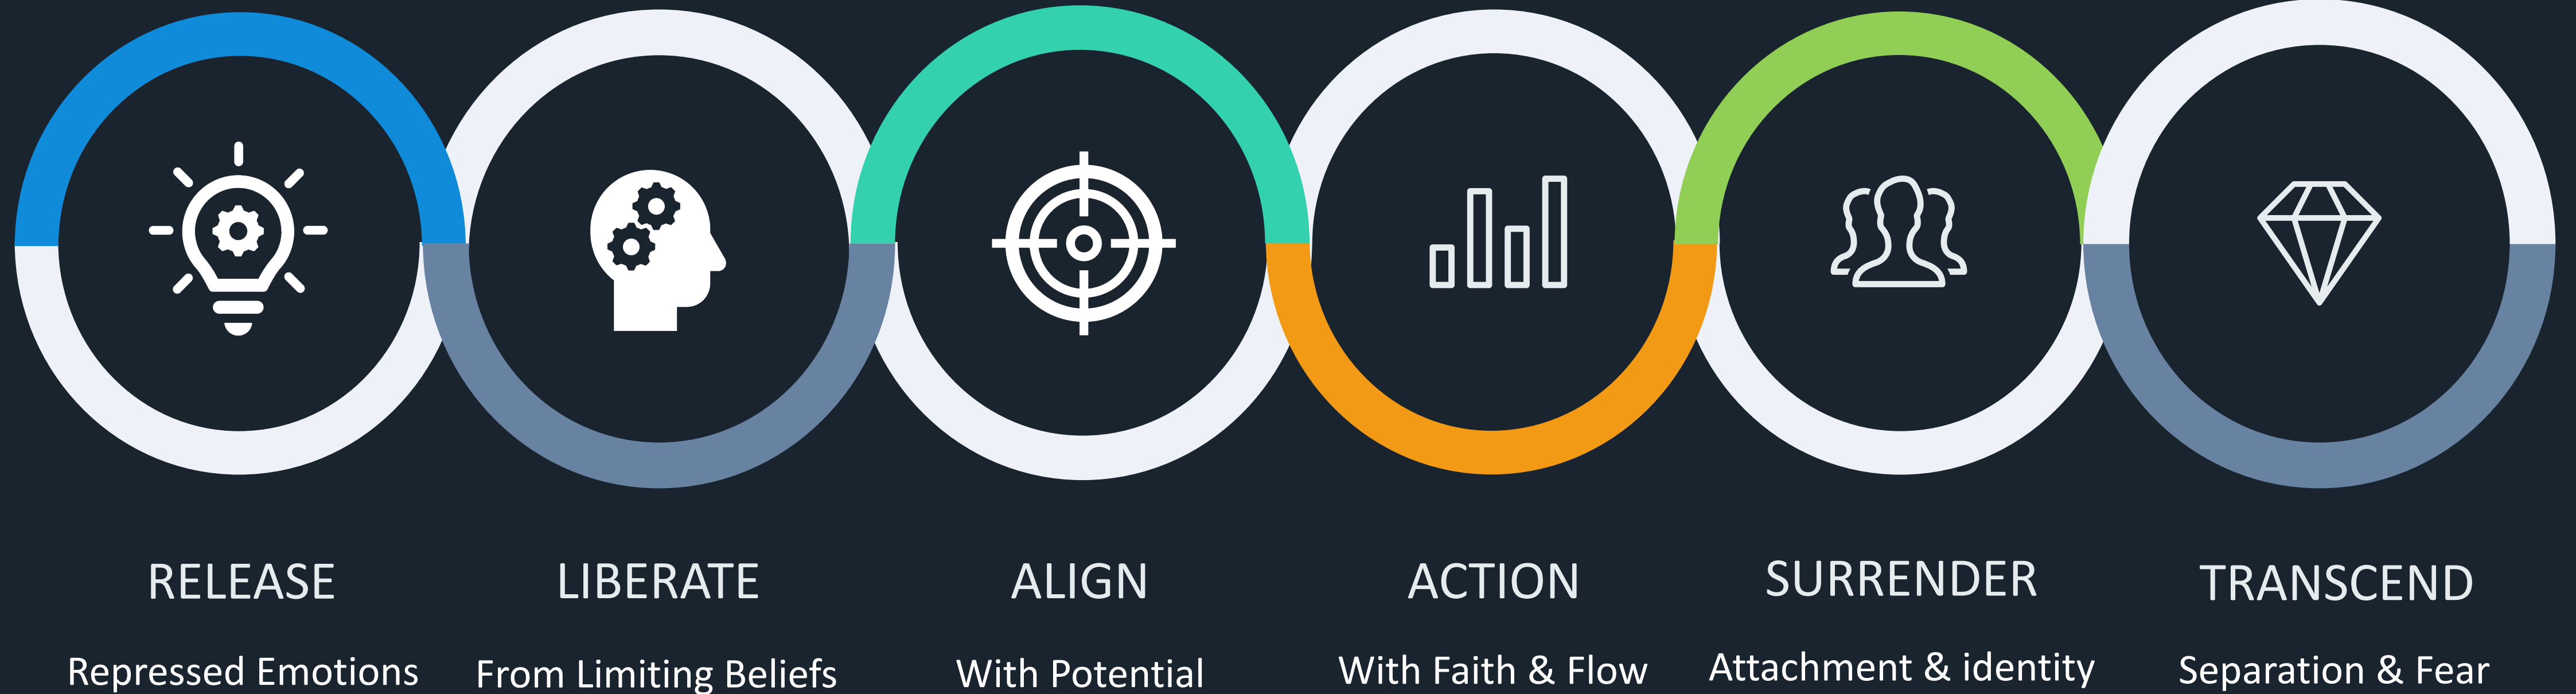 RELEASE
Repressed Emotions
LIBERATE
From Limiting Beliefs
ALIGN
With Potential
ACTION
With Faith & Flow
SURRENDER
Attachment & identity
TRANSCEND
Separation & Fear